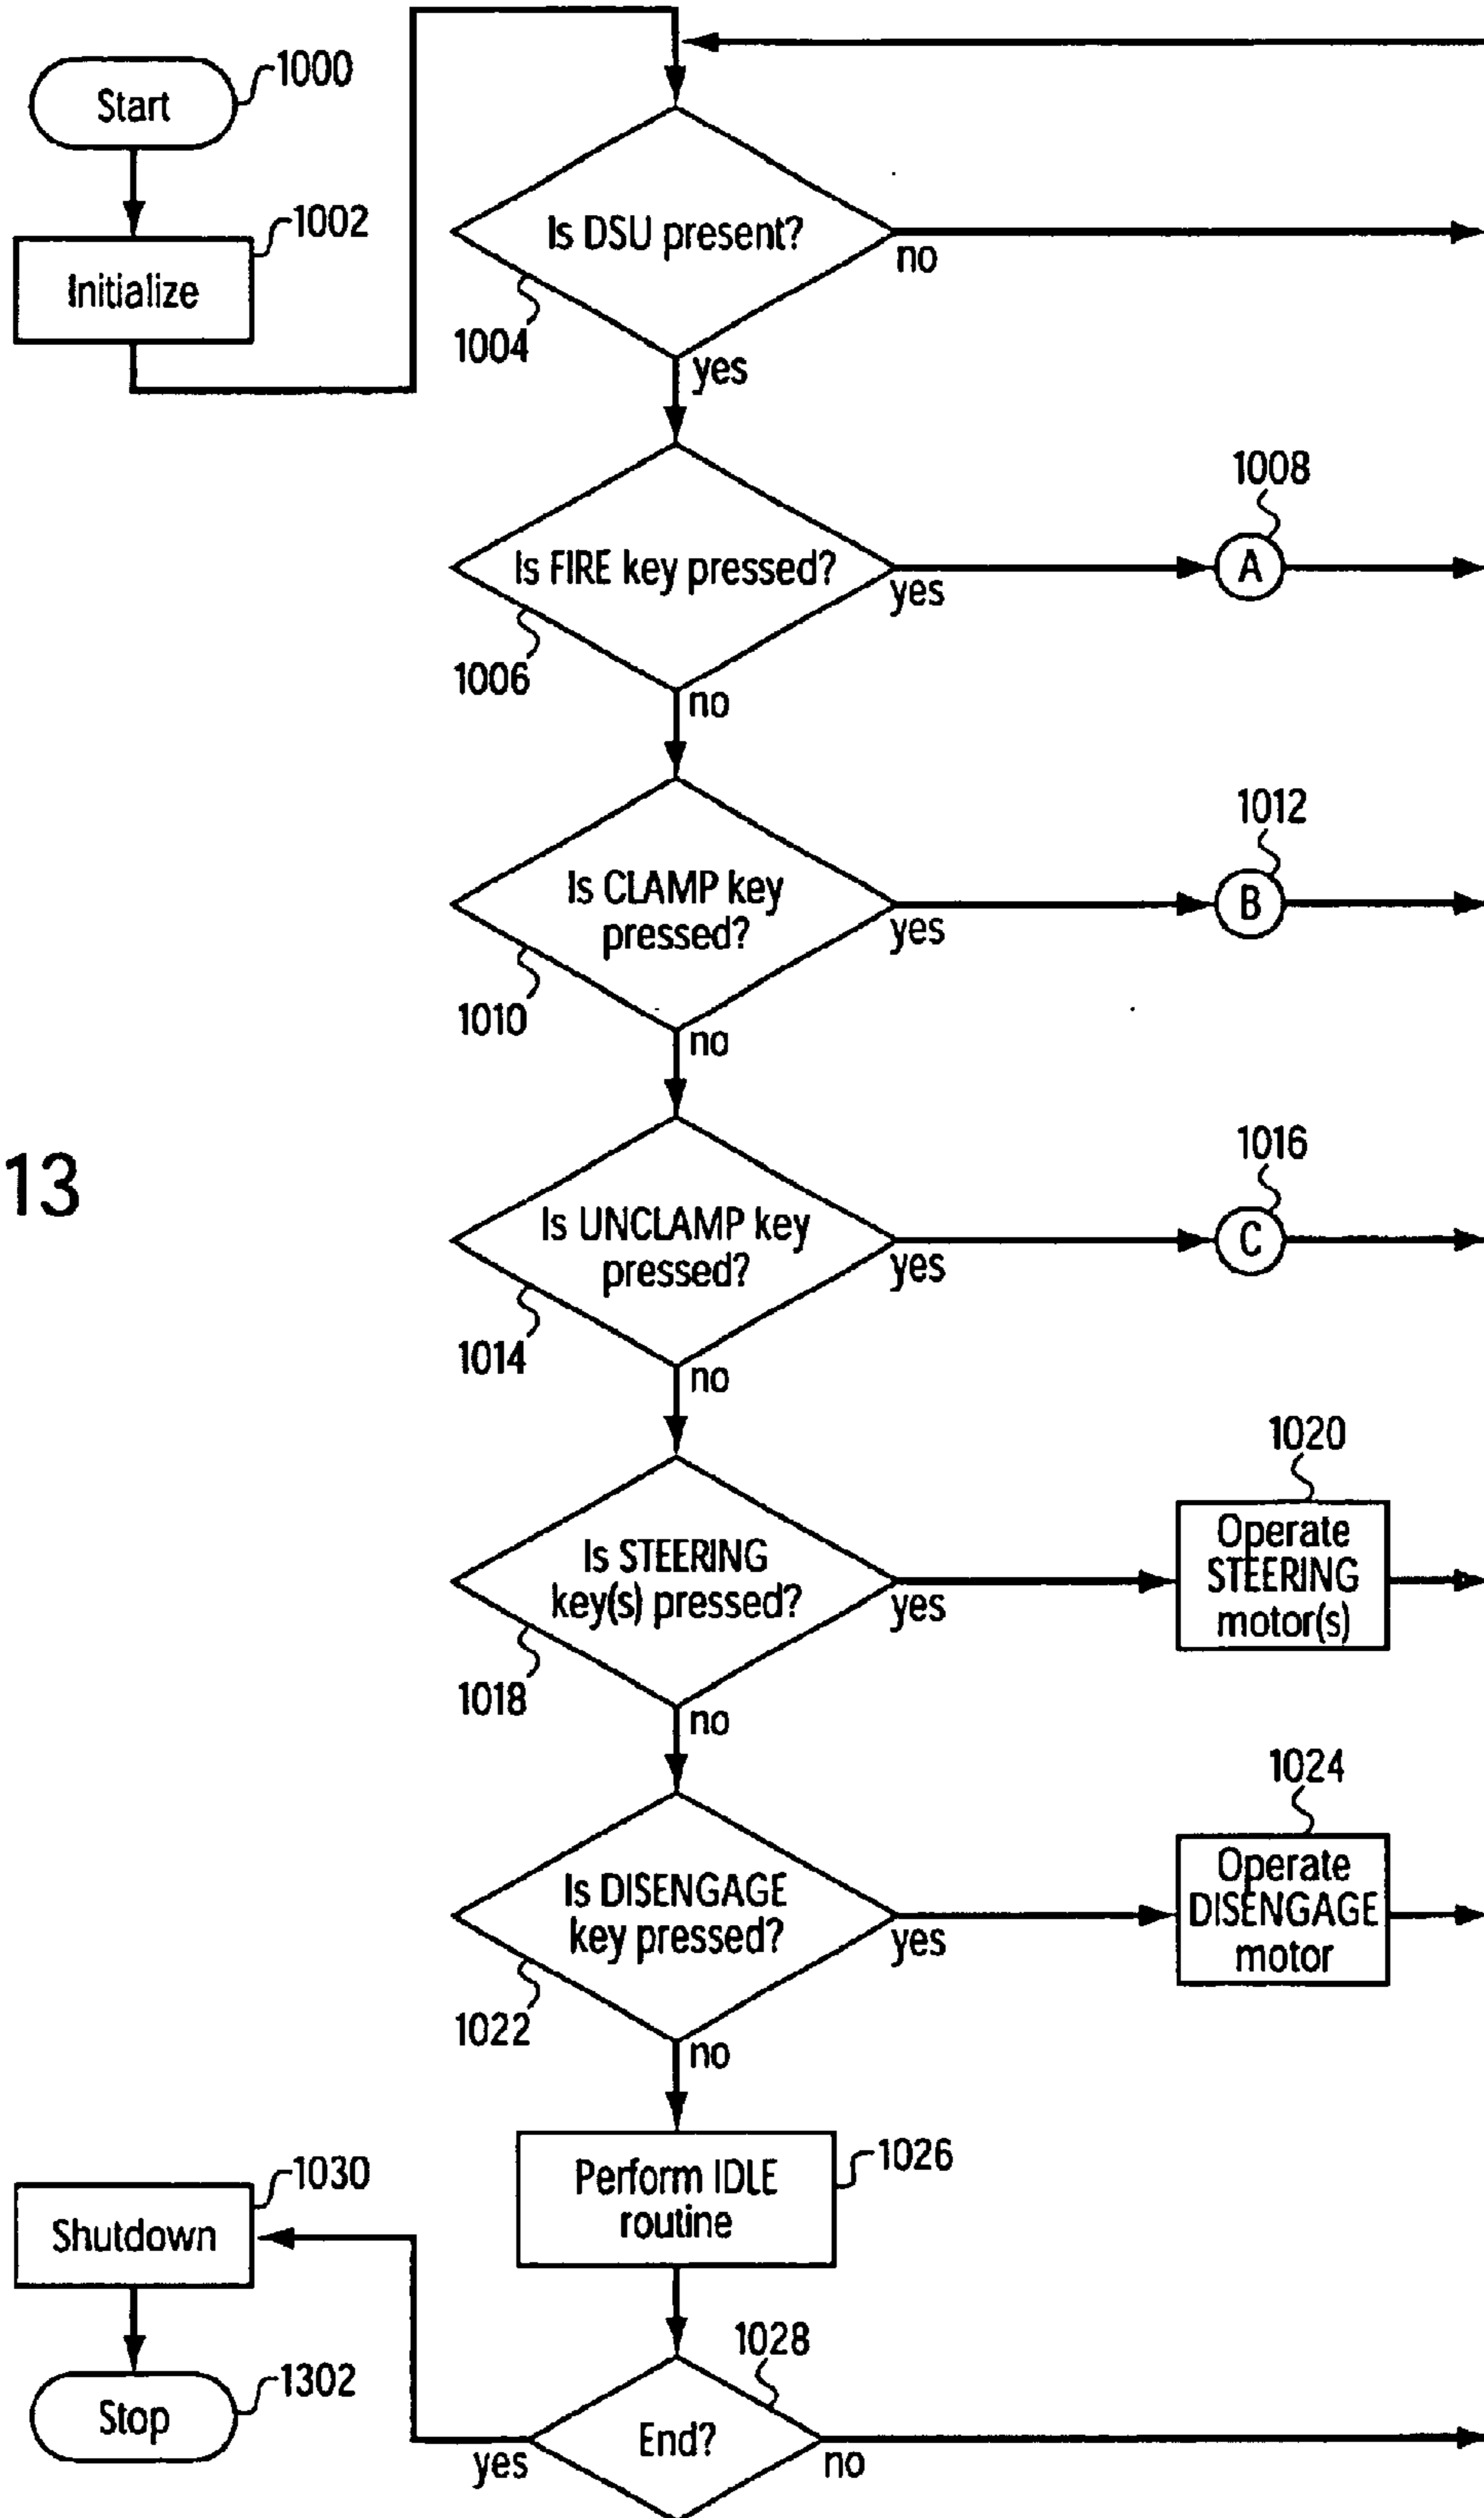 Start
1000
Initialize
1002
Is DSU present?
no
1004
yes
Is FIRE key pressed?
yes
1006
no
1008
A
Is CLAMP key
pressed?
yes
1010
no
1012
B
13
Is UNCLAMP key
pressed?
yes
1014
no
1016
C
Is STEERING
key(s) pressed?
yes
1018
no
1020
Operate
STEERING
motor(s)
Is DISENGAGE
key pressed?
yes
1022
no
1024
Operate
DISENGAGE
motor
Perform IDLE
routine
1026
1028
End?
yes
no
Shutdown
1030
Stop
1302